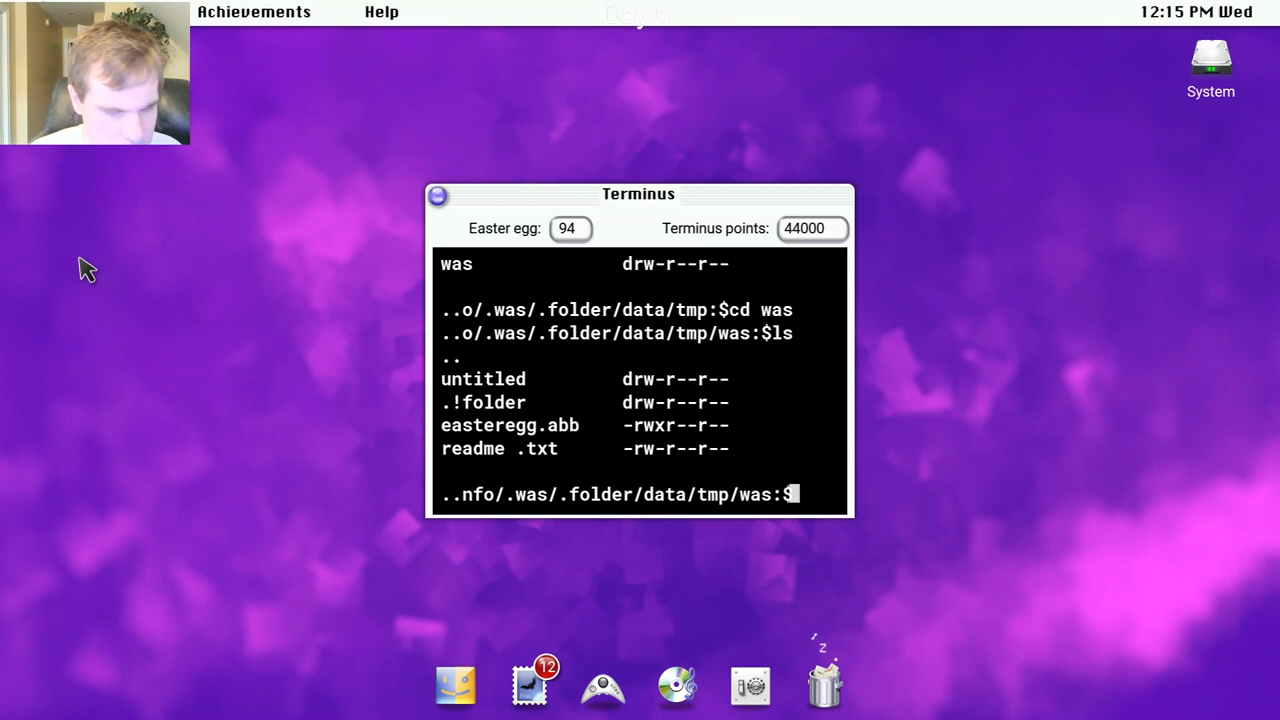 Achievements Help Day 6 12:15 PM Wed
System
Terminus
Easter egg: 94 Terminus points: 44000
was drw-r--r--
..o/.was/.folder/data/tmp:$cd was
..o/.was/.folder/data/tmp/was:$ls
..
untitled drw-r--r--
.!folder drw-r--r--
easteregg.abb -rwxr--r--
readme .txt -rw-r--r--
..nfo/.was/.folder/data/tmp/was:$
z
12